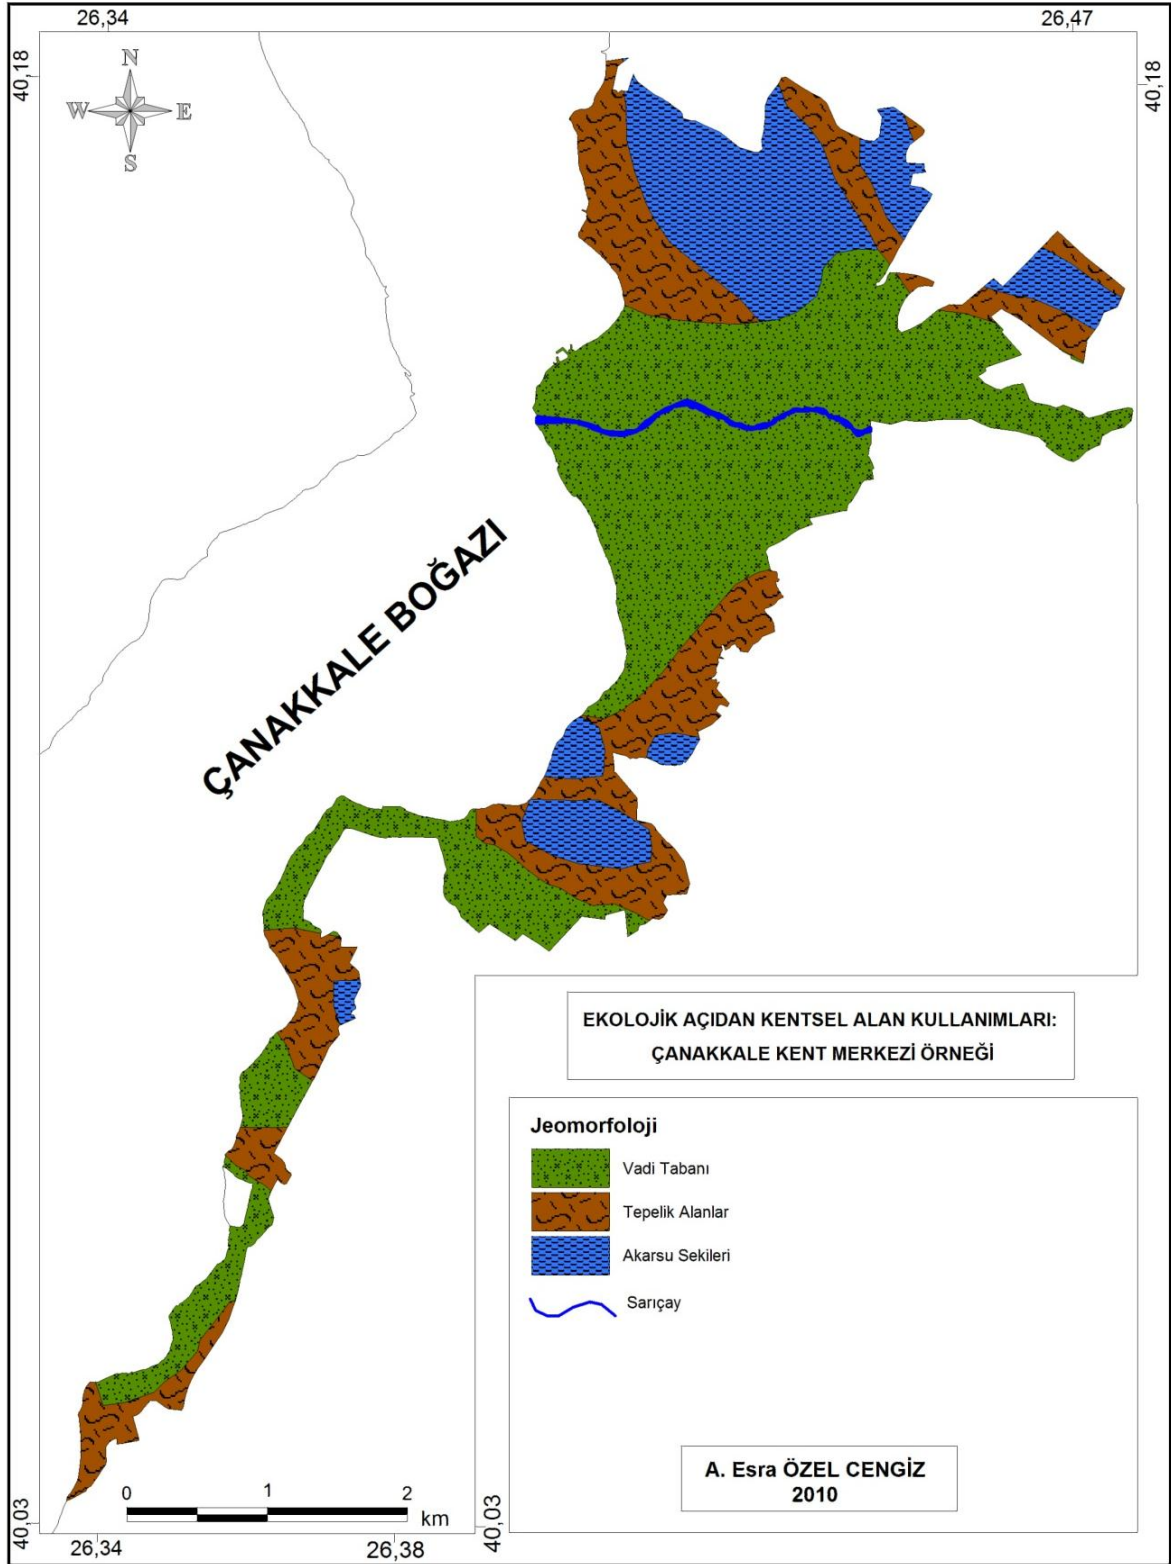 26,34
26,47
40,18
40,18
N
W
E
S
ÇANAKKALE BOĞAZI
EKOLOJİK AÇIDAN KENTSEL ALAN KULLANIMLARI:
ÇANAKKALE KENT MERKEZİ ÖRNEĞİ
Jeomorfoloji
Vadi Tabanı
Tepelik Alanlar
Akarsu Sekileri
Sarıçay
A. Esra ÖZEL CENGİZ
2010
0
1
2
km
40,03
40,03
26,34
26,38